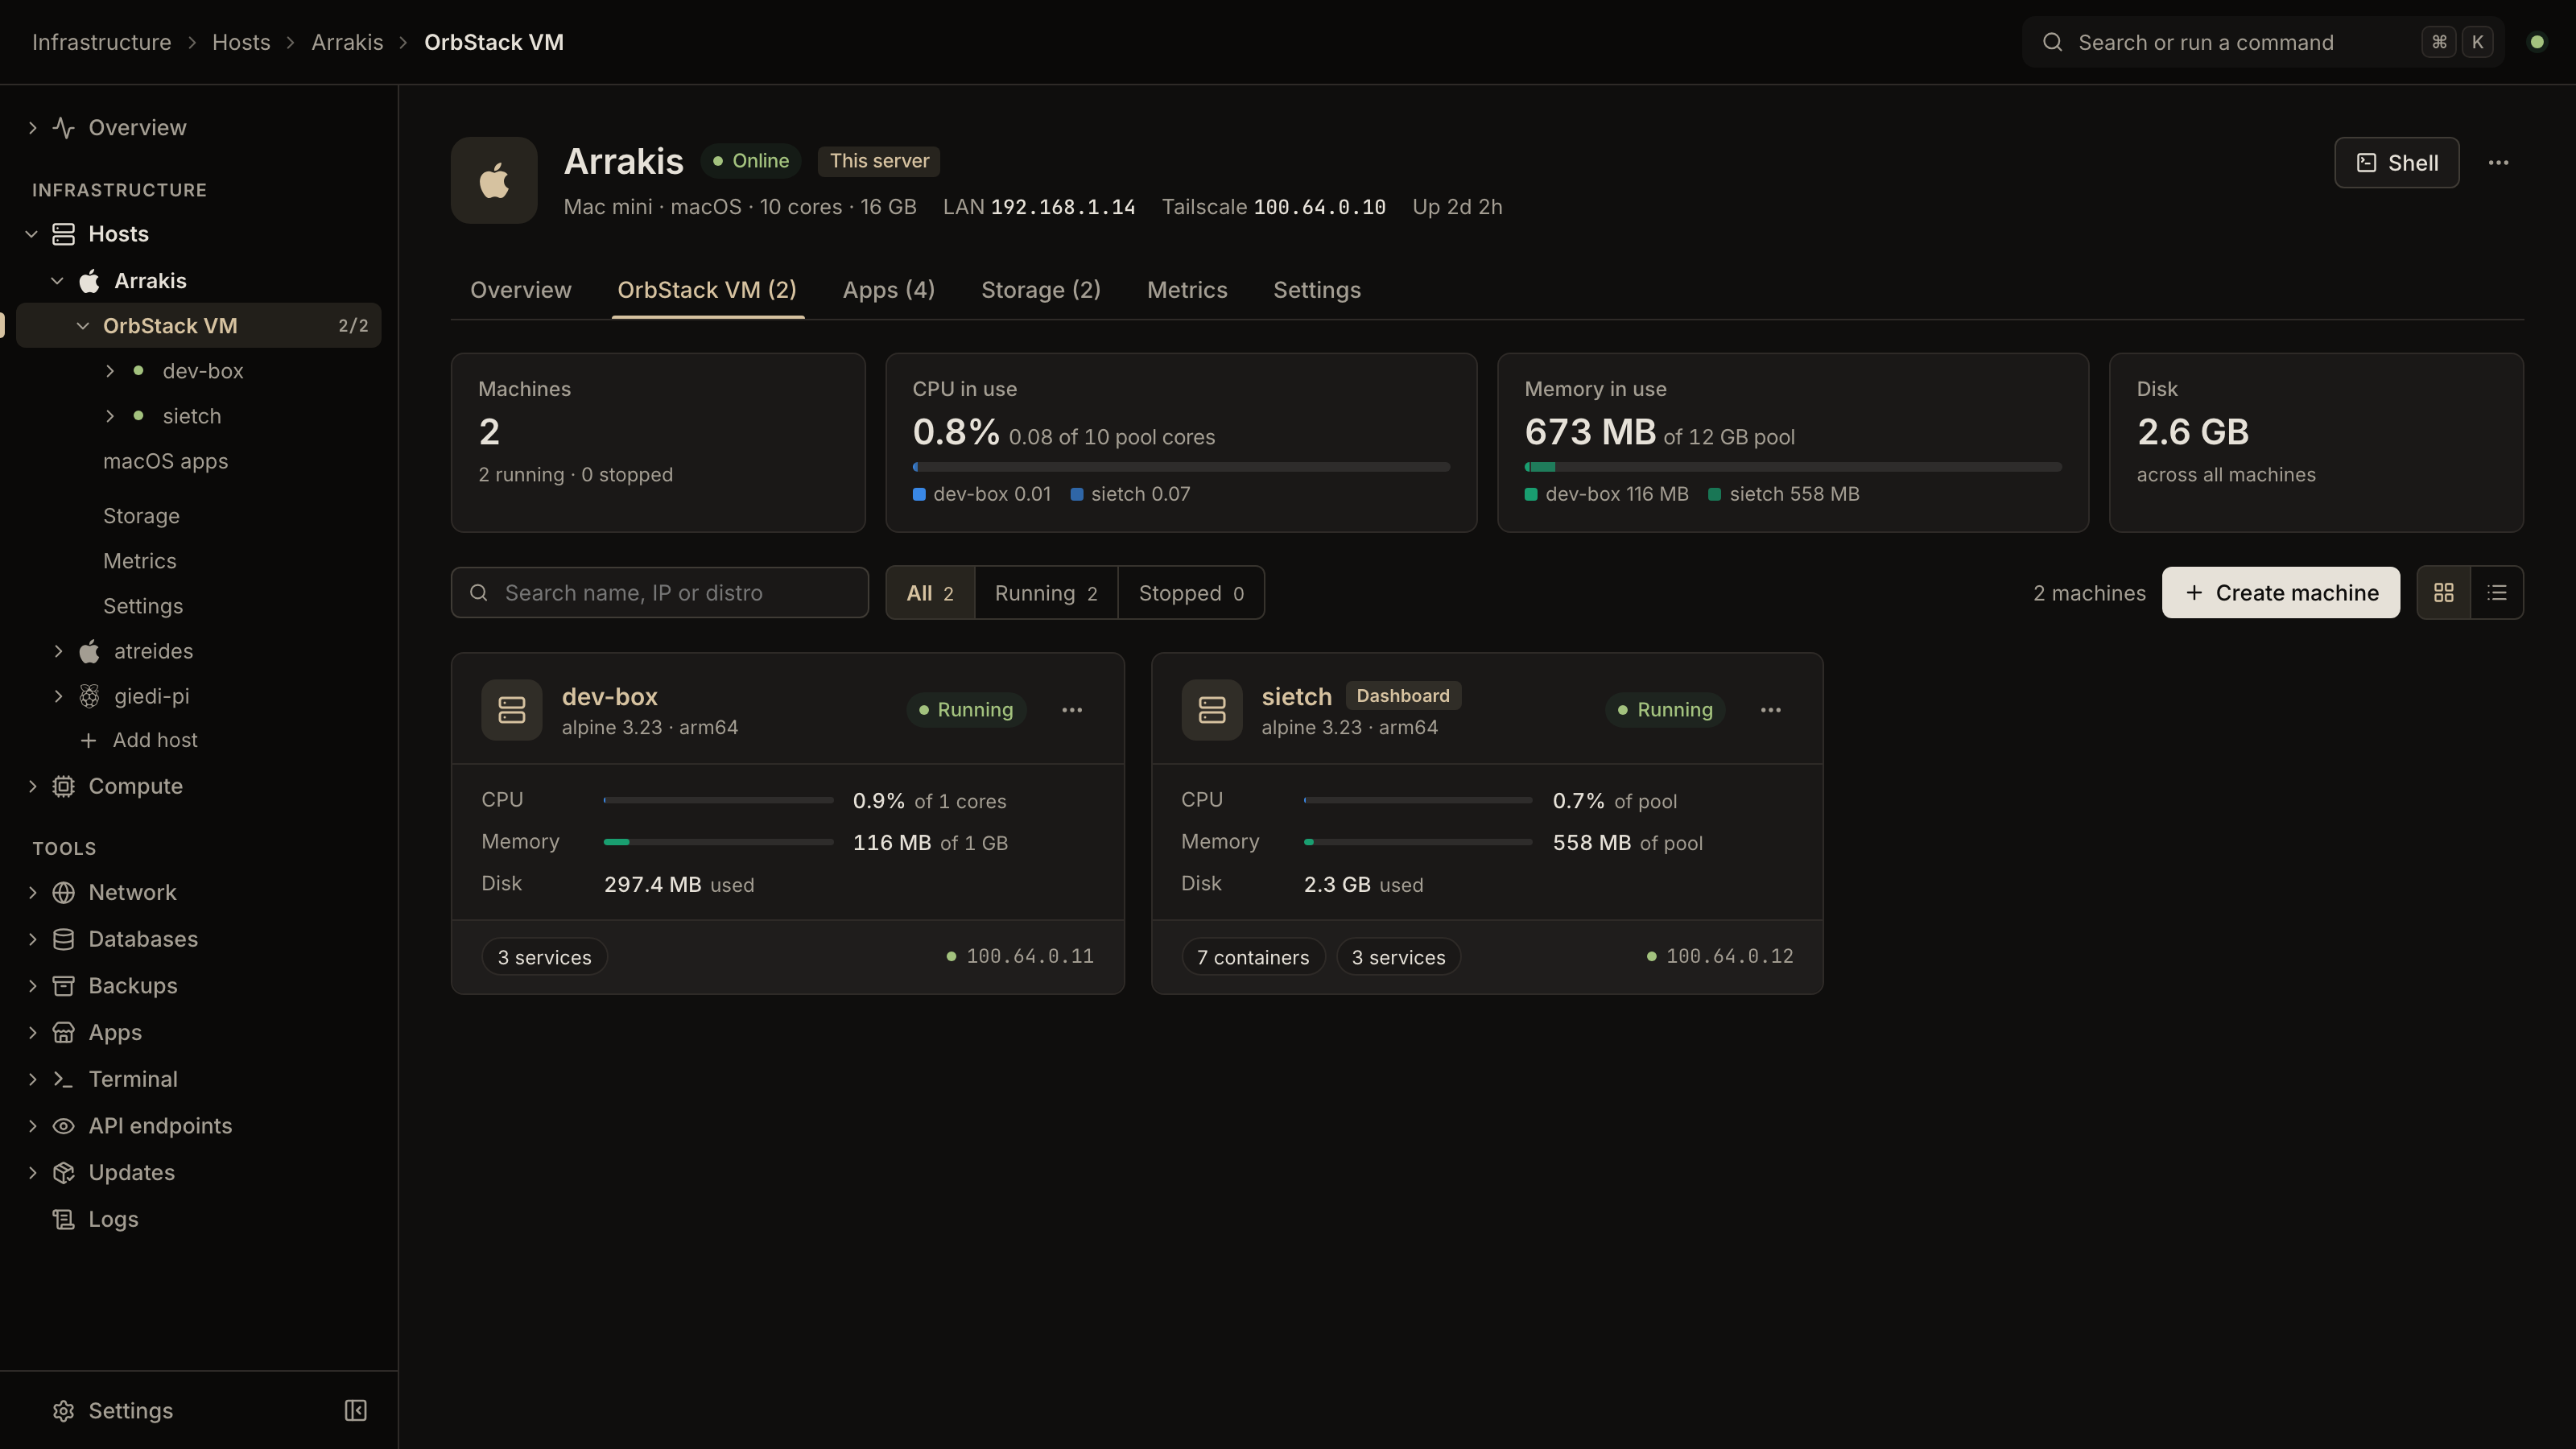 Infrastructure > Hosts > Arrakis > OrbStack VM
Search or run a command ⌘ K
Overview
INFRASTRUCTURE
Hosts
Arrakis
OrbStack VM 2/2
dev-box
sietch
macOS apps
Storage
Metrics
Settings
atreides
giedi-pi
Add host
Compute
TOOLS
Network
Databases
Backups
Apps
Terminal
API endpoints
Updates
Logs
Settings
Arrakis Online This server
Mac mini · macOS · 10 cores · 16 GB LAN 192.168.1.14 Tailscale 100.64.0.10 Up 2d 2h
Shell
Overview OrbStack VM (2) Apps (4) Storage (2) Metrics Settings
Machines
2
2 running · 0 stopped
CPU in use
0.8% 0.08 of 10 pool cores
dev-box 0.01 sietch 0.07
Memory in use
673 MB of 12 GB pool
dev-box 116 MB sietch 558 MB
Disk
2.6 GB
across all machines
Search name, IP or distro
All 2 Running 2 Stopped 0
2 machines
Create machine
dev-box
alpine 3.23 · arm64
Running
CPU 0.9% of 1 cores
Memory 116 MB of 1 GB
Disk 297.4 MB used
3 services 100.64.0.11
sietch Dashboard
alpine 3.23 · arm64
Running
CPU 0.7% of pool
Memory 558 MB of pool
Disk 2.3 GB used
7 containers 3 services 100.64.0.12